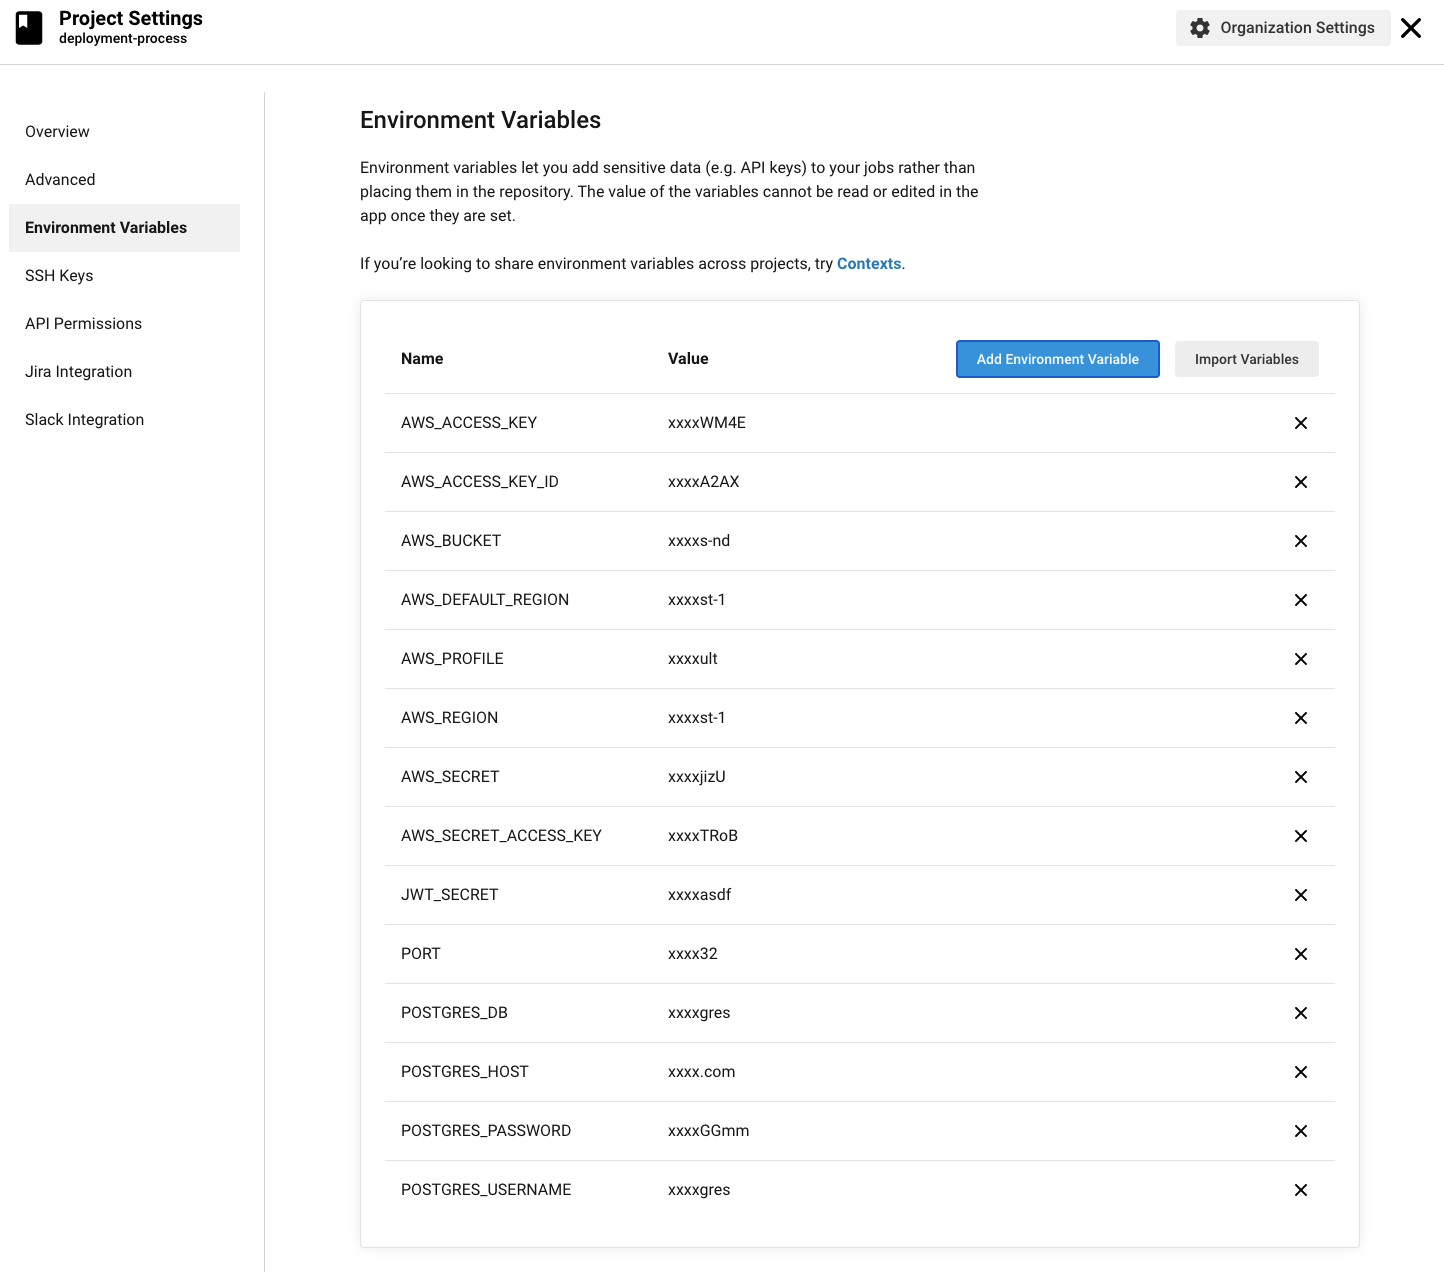 Project Settings
deployment-process
Organization Settings
Overview
Advanced
Environment Variables
SSH Keys
API Permissions
Jira Integration
Slack Integration
Environment Variables
Environment variables let you add sensitive data (e.g. API keys) to your jobs rather than
placing them in the repository. The value of the variables cannot be read or edited in the
app once they are set.
If you’re looking to share environment variables across projects, try Contexts.
Name Value Add Environment Variable Import Variables
AWS_ACCESS_KEY xxxxWM4E
AWS_ACCESS_KEY_ID xxxxA2AX
AWS_BUCKET xxxxs-nd
AWS_DEFAULT_REGION xxxxst-1
AWS_PROFILE xxxxult
AWS_REGION xxxxst-1
AWS_SECRET xxxxjizU
AWS_SECRET_ACCESS_KEY xxxxTRoB
JWT_SECRET xxxxasdf
PORT xxxx32
POSTGRES_DB xxxxgres
POSTGRES_HOST xxxx.com
POSTGRES_PASSWORD xxxxGGmm
POSTGRES_USERNAME xxxxgres